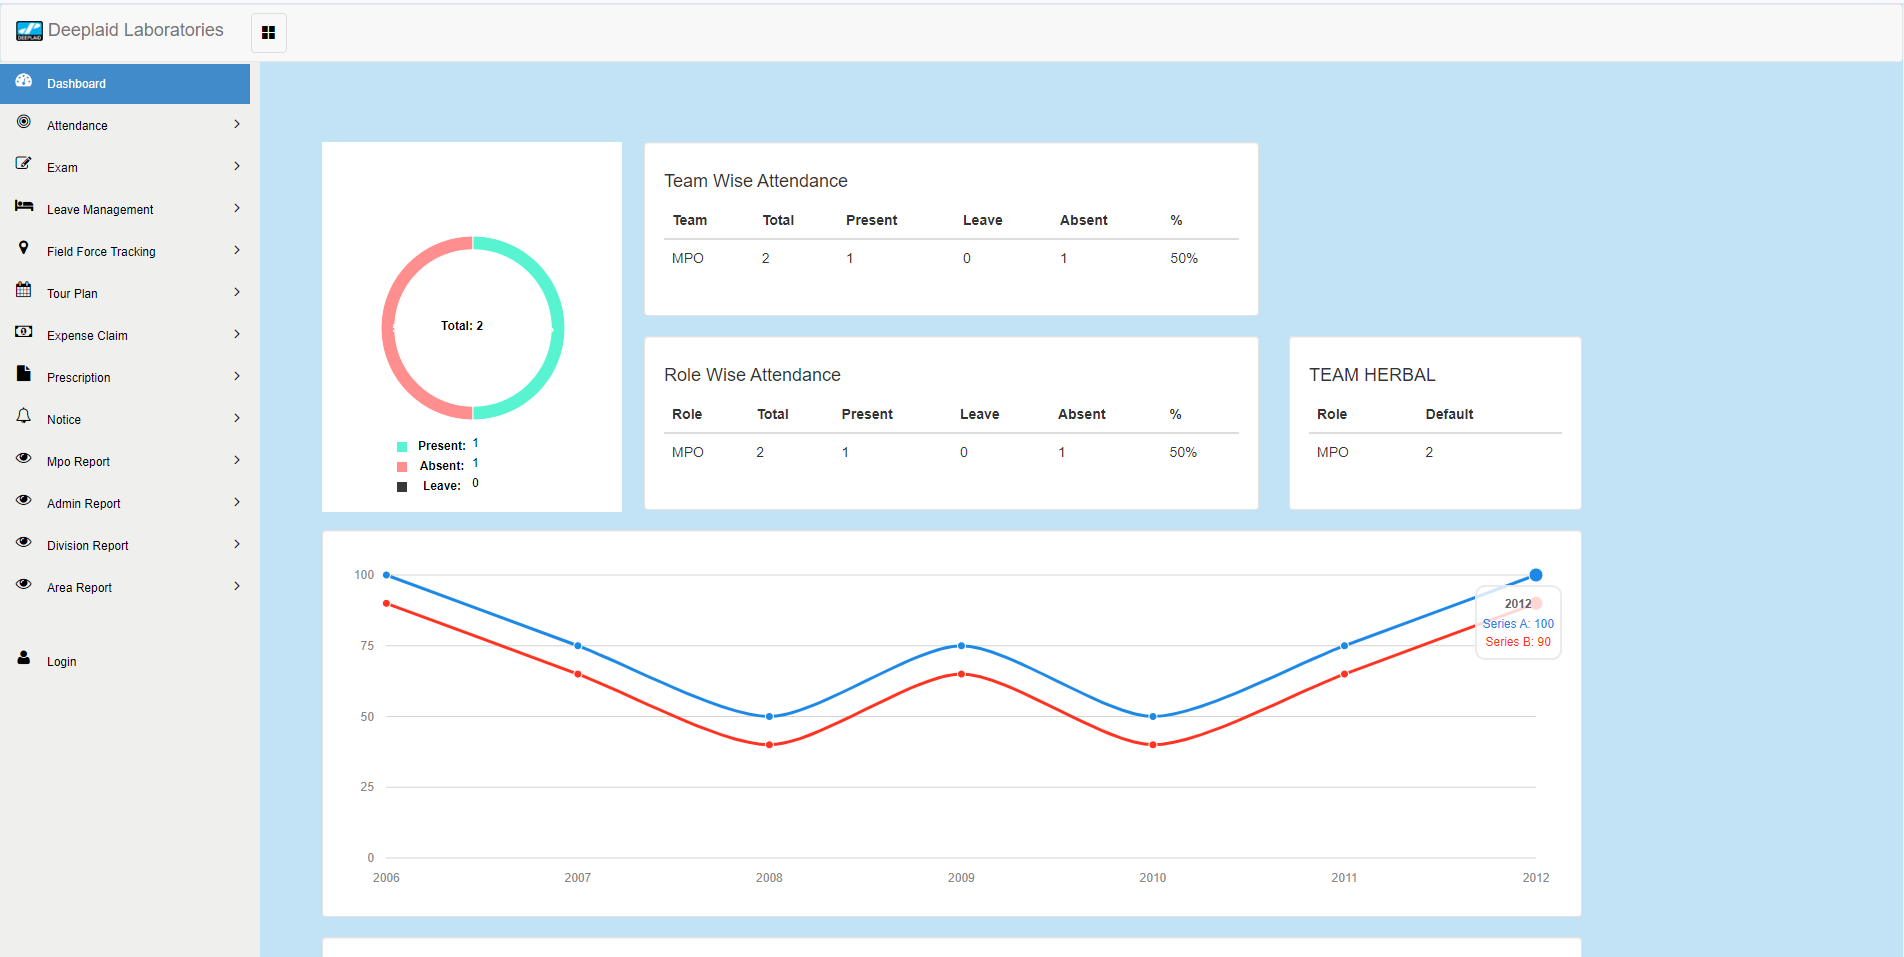 DEEPLAID
Deeplaid Laboratories
Dashboard
Attendance
Exam
Leave Management
Field Force Tracking
Tour Plan
Expense Claim
Prescription
Notice
Mpo Report
Admin Report
Division Report
Area Report
Login
Total: 2
Present: 1
Absent: 1
Leave: 0
Team Wise Attendance
Team Total Present Leave Absent %
MPO 2 1 0 1 50%
Role Wise Attendance
Role Total Present Leave Absent %
MPO 2 1 0 1 50%
TEAM HERBAL
Role Default
MPO 2
100
75
50
25
0
2006 2007 2008 2009 2010 2011 2012
2012
Series A: 100
Series B: 90